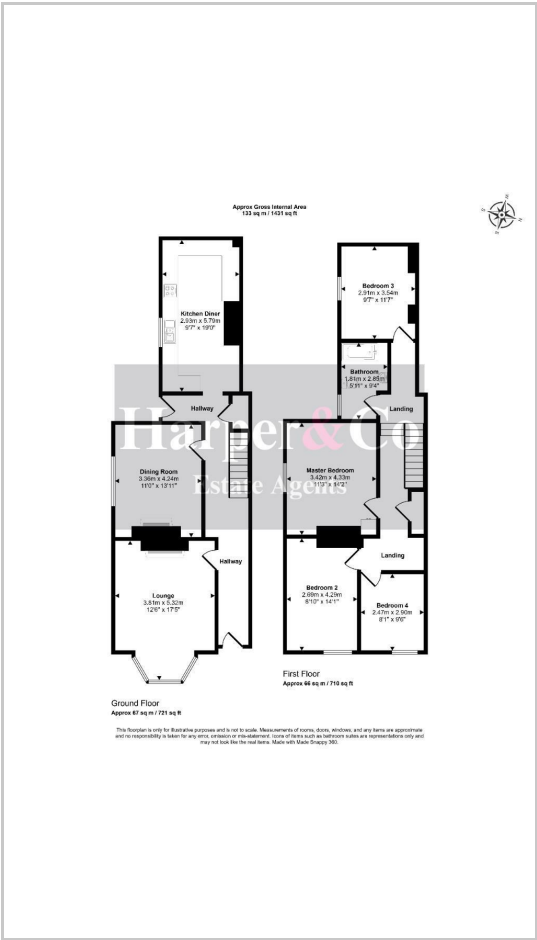 Approx Gross Internal Area
133 sq m / 1431 sq ft
Kitchen Diner
2.93m x 5.79m
9'7" x 19'0"
Hallway
Dining Room
3.36m x 4.24m
11'0" x 13'11"
Lounge
3.81m x 5.32m
12'6" x 17'5"
Hallway
Ground Floor
Approx 67 sq m / 721 sq ft
Bedroom 3
2.91m x 3.54m
9'7" x 11'7"
Bathroom
1.81m x 2.85m
5'11" x 9'4"
Landing
Master Bedroom
3.42m x 4.33m
11'3" x 14'2"
Landing
Bedroom 2
2.69m x 4.29m
8'10" x 14'1"
Bedroom 4
2.47m x 2.90m
8'1" x 9'6"
First Floor
Approx 66 sq m / 710 sq ft
Harper&Co
Estate Agents
N
S
This floorplan is only for illustrative purposes and is not to scale. Measurements of rooms, doors, windows, and any items are approximate
and no responsibility is taken for any error, omission or mis-statement. Icons of items such as bathroom suites are representations only and
may not look like the real items. Made with Made Snappy 360.